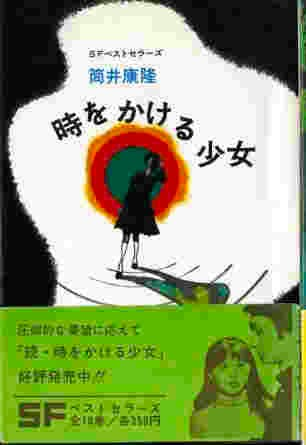 SFベストセラーズ
筒井康隆
時をかける少女
圧倒的な要望に応えて
「続・時をかける少女」
好評発売中!!
SFベストセラーズ
全10巻/各350円